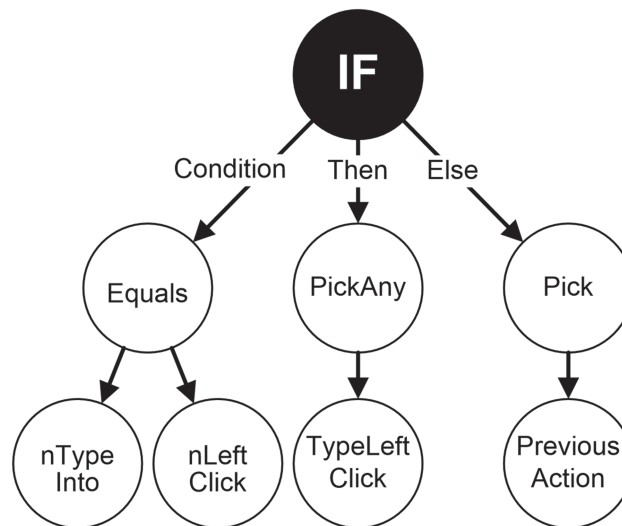 IF
Condition
Then
Else
Equals
PickAny
Pick
nType
Into
nLeft
Click
TypeLeft
Click
Previous
Action